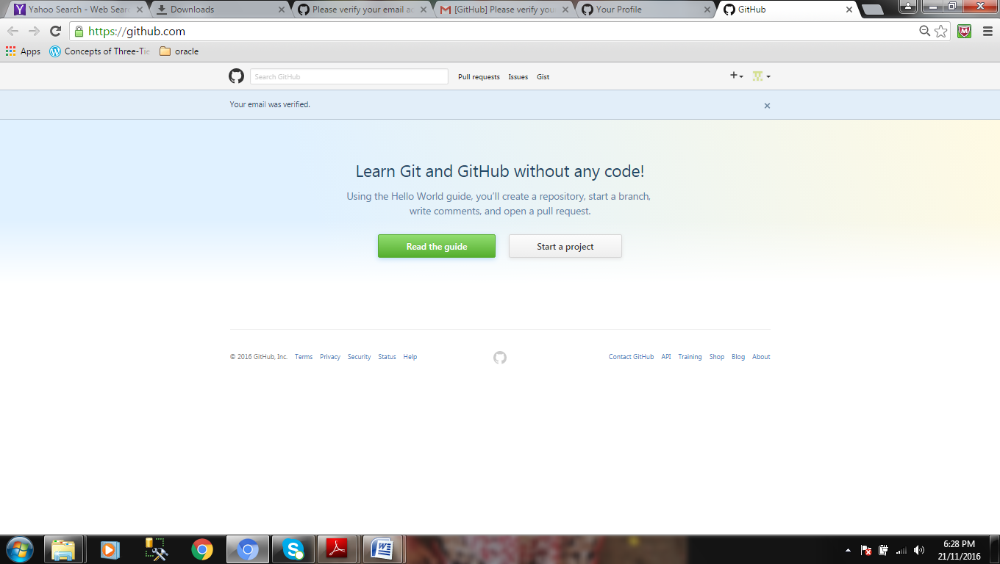 Yahoo Search - Web Sear
Downloads
Please verify your email ad
[GitHub] Please verify you
Your Profile
GitHub
https://github.com
Apps
Concepts of Three-Tie
oracle
Search GitHub
Pull requests Issues Gist
Your email was verified.
Learn Git and GitHub without any code!
Using the Hello World guide, you'll create a repository, start a branch,
write comments, and open a pull request.
Read the guide
Start a project
© 2016 GitHub, Inc. Terms Privacy Security Status Help
Contact GitHub API Training Shop Blog About
6:28 PM
21/11/2016